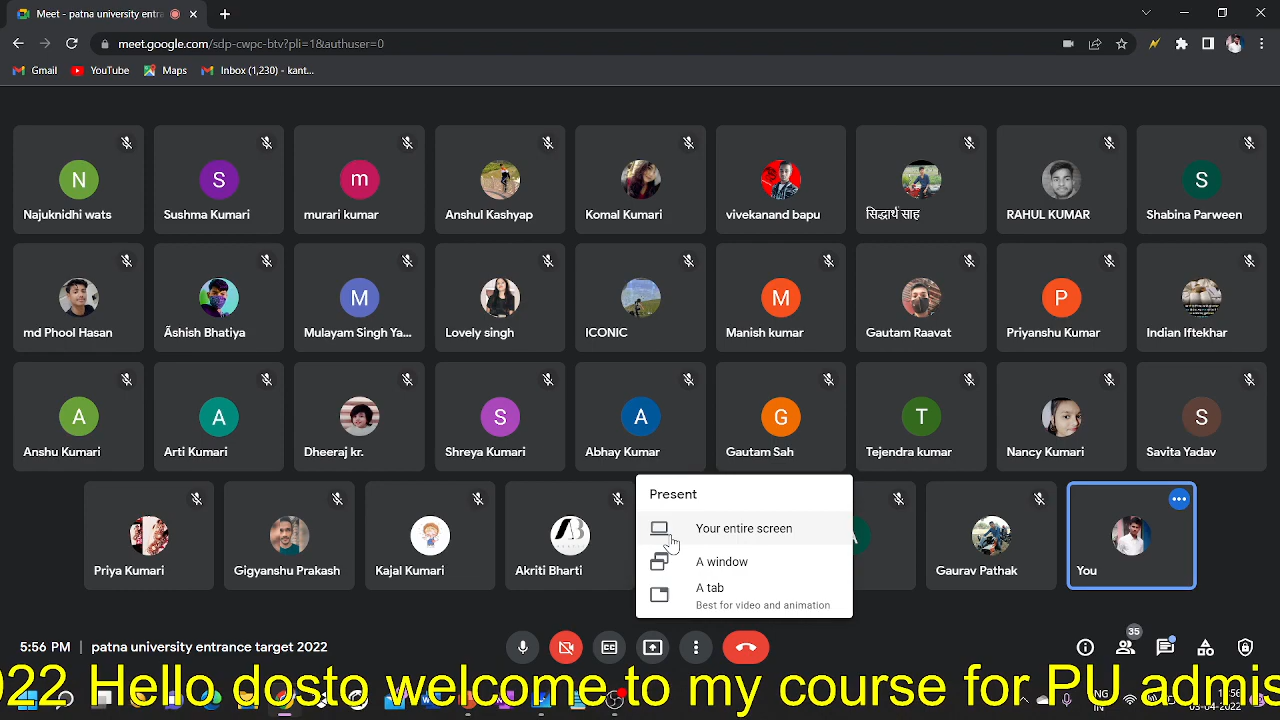 Meet - patna university entra
meet.google.com/sdp-cwpc-btv?pli=1&authuser=0
Gmail YouTube Maps Inbox (1,230) - kant...
N S m S
Najuknidhi wats Sushma Kumari murari kumar Anshul Kashyap Komal Kumari vivekanand bapu सिद्धार्थ साह RAHUL KUMAR Shabina Parween
M M P
md Phool Hasan Ãshish Bhatiya Mulayam Singh Ya... Lovely singh ICONIC Manish kumar Gautam Raavat Priyanshu Kumar Indian Iftekhar
A A S A G T S
Anshu Kumari Arti Kumari Dheeraj kr. Shreya Kumari Abhay Kumar Gautam Sah Tejendra kumar Nancy Kumari Savita Yadav
Present
Your entire screen
A window
A tab
Best for video and animation
Priya Kumari Gigyanshu Prakash Kajal Kumari Akriti Bharti Gaurav Pathak You
5:56 PM | patna university entrance target 2022
35
022 Hello dosto welcome to my course for PU admis